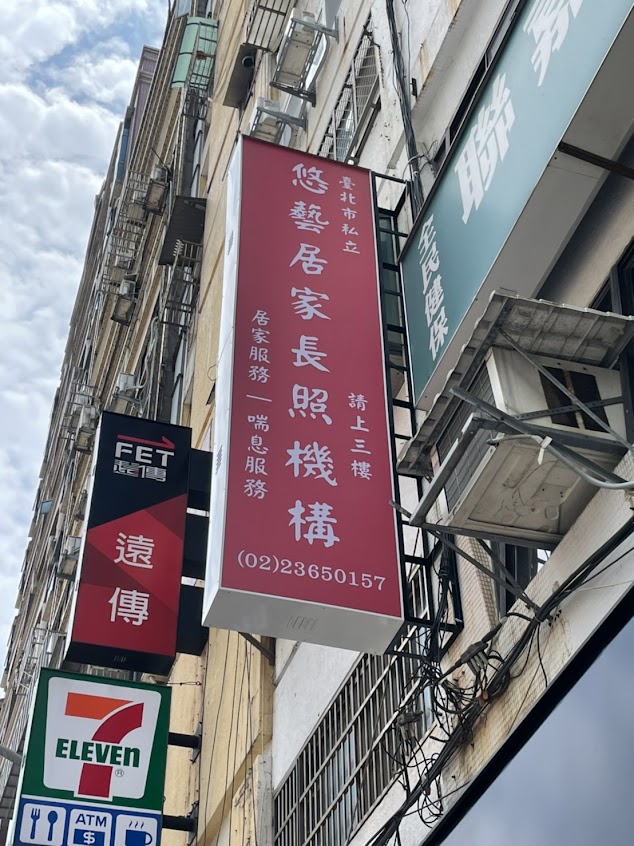 臺北市私立
悠藝居家長照機構
請上三樓
居家服務—喘息服務
(02)23650157
聯
全民健保
FET
遠傳
遠傳
7
ELEVEn
®
ATM
$